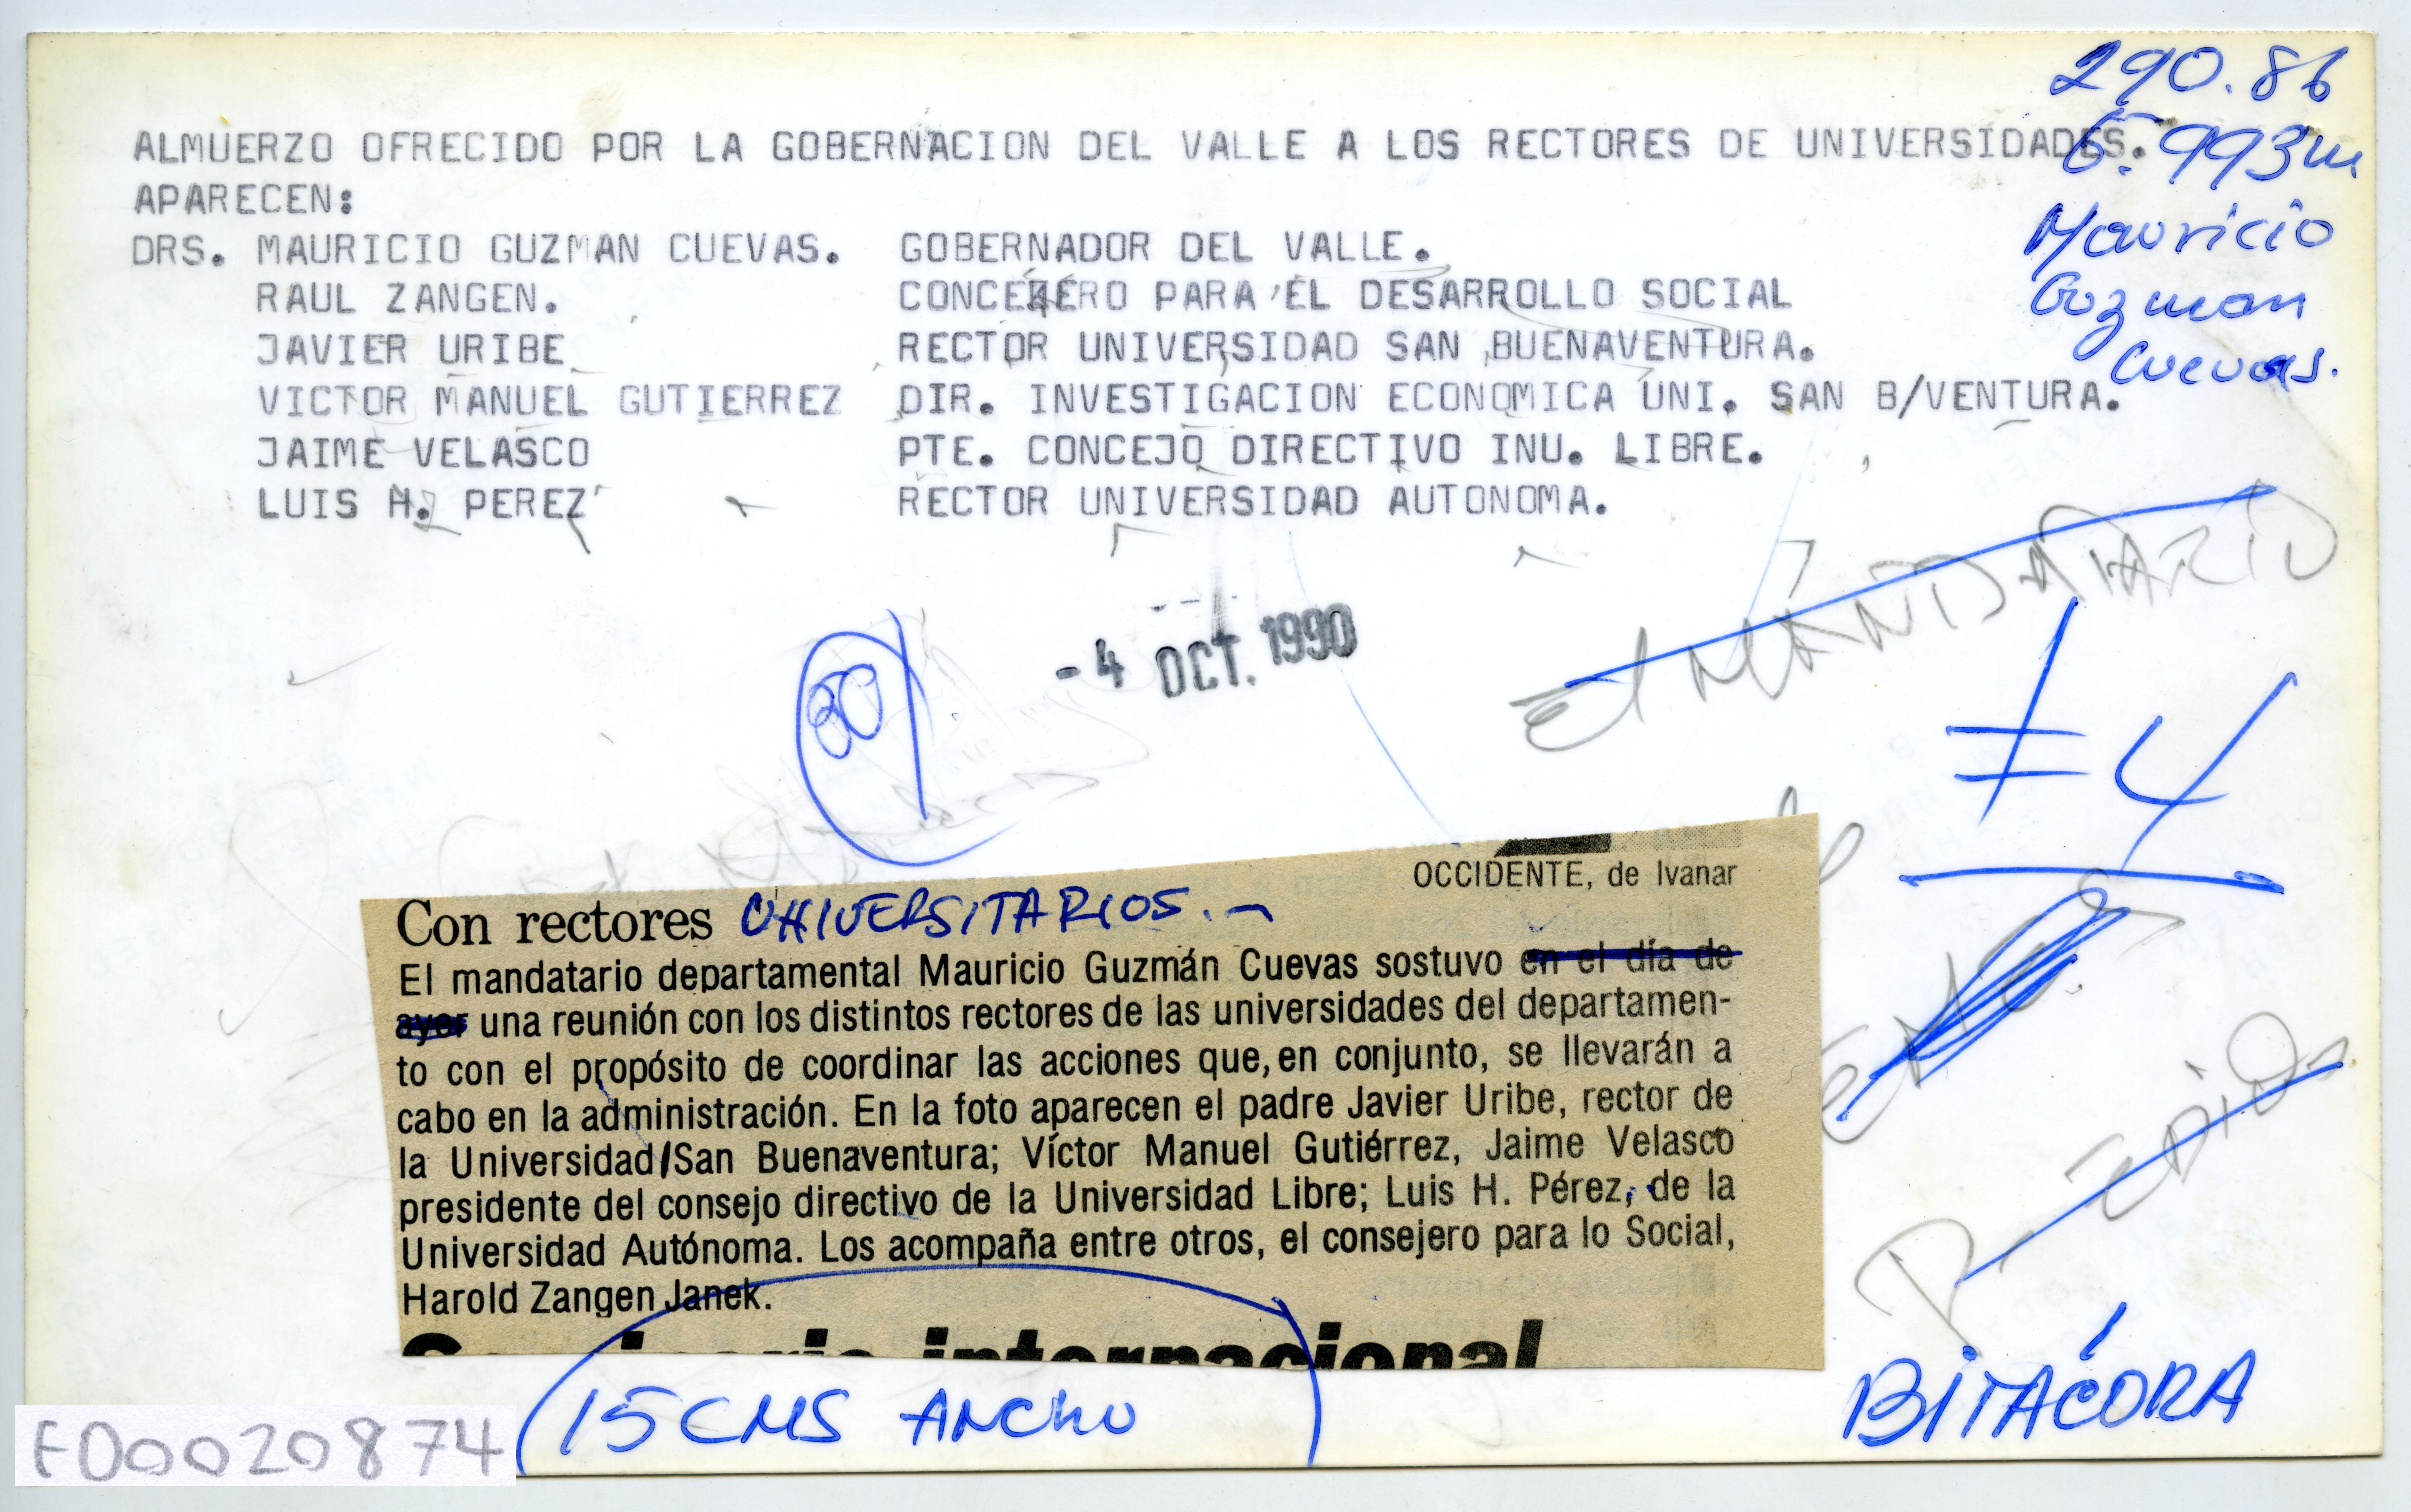 290.86
G. 993m
Mauricio
Guzman
Cuevas.
ALMUERZO OFRECIDO POR LA GOBERNACION DEL VALLE A LOS RECTORES DE UNIVERSIDADES.
APARECEN:
DRS. MAURICIO GUZMAN CUEVAS. GOBERNADOR DEL VALLE.
RAUL ZANGEN. CONCEJERO PARA EL DESARROLLO SOCIAL
JAVIER URIBE RECTOR UNIVERSIDAD SAN BUENAVENTURA.
VICTOR MANUEL GUTIERREZ DIR. INVESTIGACION ECONOMICA UNI. SAN B/VENTURA.
JAIME VELASCO PTE. CONCEJO DIRECTIVO INU. LIBRE.
LUIS H. PEREZ RECTOR UNIVERSIDAD AUTONOMA.
El MANDATARIO
- 4 OCT. 1990
80
≠4
OCCIDENTE, de Ivanar
Con rectores UNIVERSITARIOS.-
El mandatario departamental Mauricio Guzmán Cuevas sostuvo en el día de
ayer una reunión con los distintos rectores de las universidades del departamen-
to con el propósito de coordinar las acciones que, en conjunto, se llevarán a
cabo en la administración. En la foto aparecen el padre Javier Uribe, rector de
la Universidad/San Buenaventura; Víctor Manuel Gutiérrez, Jaime Velasco
presidente del consejo directivo de la Universidad Libre; Luis H. Pérez, de la
Universidad Autónoma. Los acompaña entre otros, el consejero para lo Social,
Harold Zangen Janek.
internacional
15 CMS ANCHO
BITÁCORA
F00020874